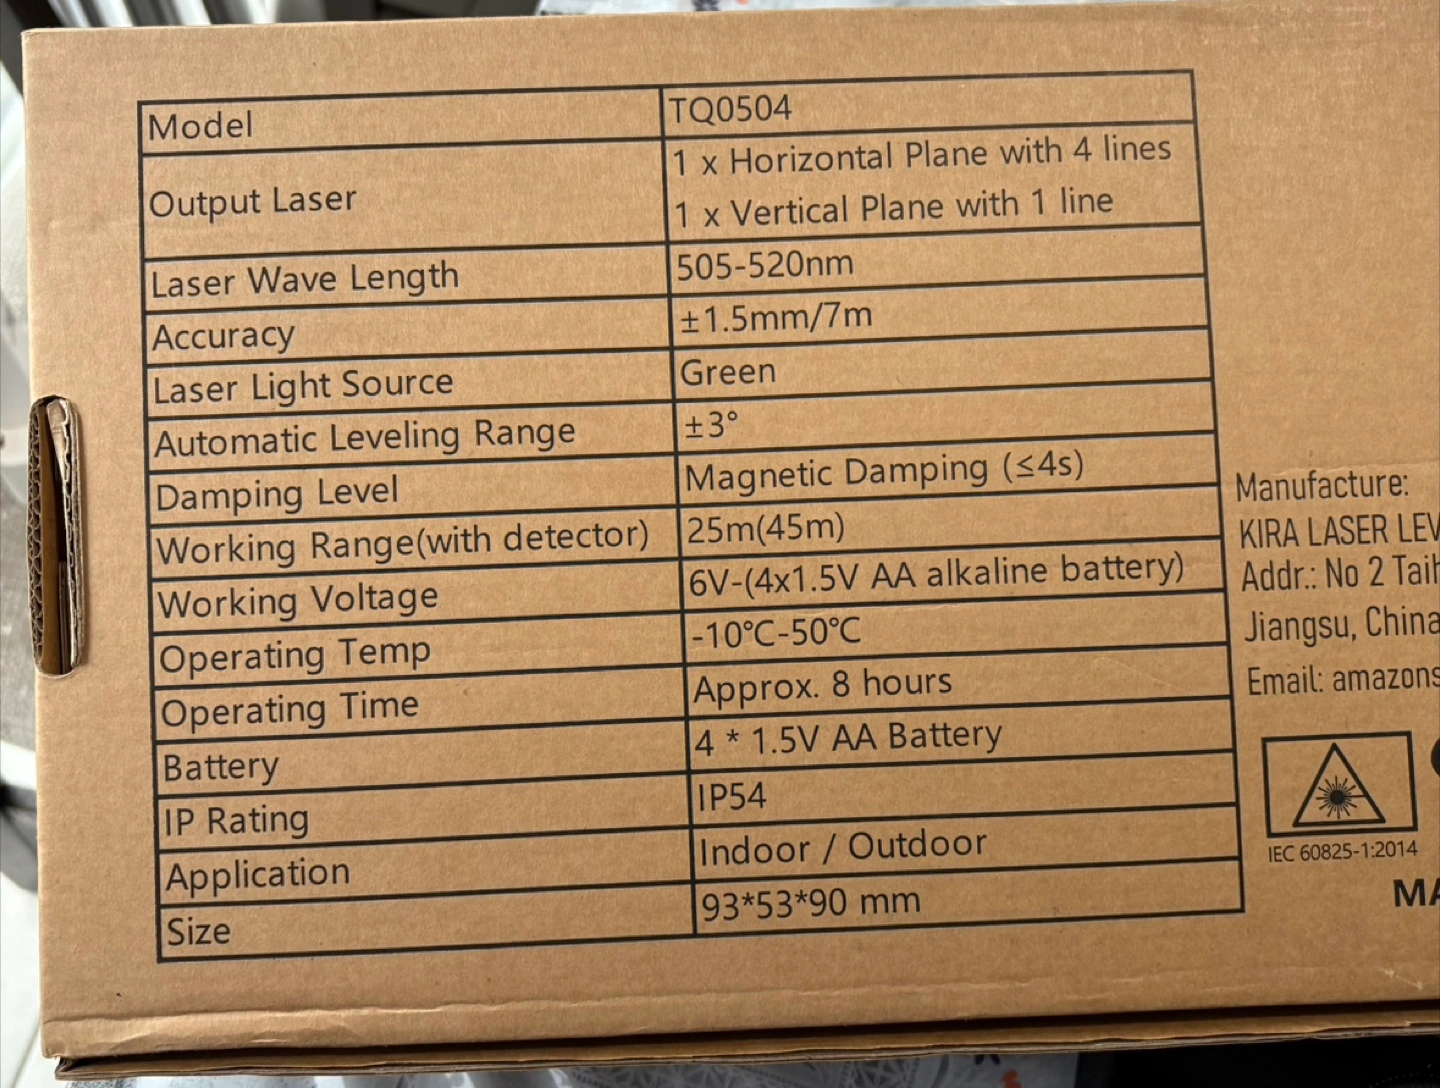 Model TQ0504
Output Laser 1 x Horizontal Plane with 4 lines
1 x Vertical Plane with 1 line
Laser Wave Length 505-520nm
Accuracy ±1.5mm/7m
Laser Light Source Green
Automatic Leveling Range ±3°
Damping Level Magnetic Damping (≤4s)
Working Range(with detector) 25m(45m)
Working Voltage 6V-(4x1.5V AA alkaline battery)
Operating Temp -10℃-50℃
Operating Time Approx. 8 hours
Battery 4 * 1.5V AA Battery
IP Rating IP54
Application Indoor / Outdoor
Size 93*53*90 mm
Manufacture:
KIRA LASER
Addr.: No 2
Jiangsu, China
Email:
IEC 60825-1:2014